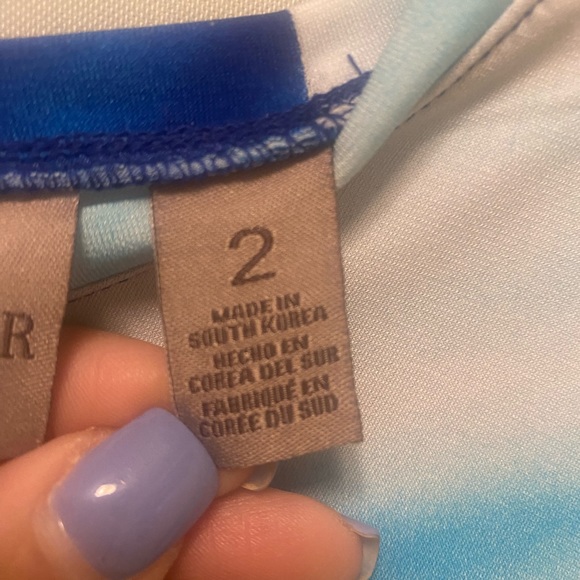 R
2
MADE IN
SOUTH KOREA
HECHO EN
COREA DEL SUR
FABRIQUÉ EN
CORÉE DU SUD